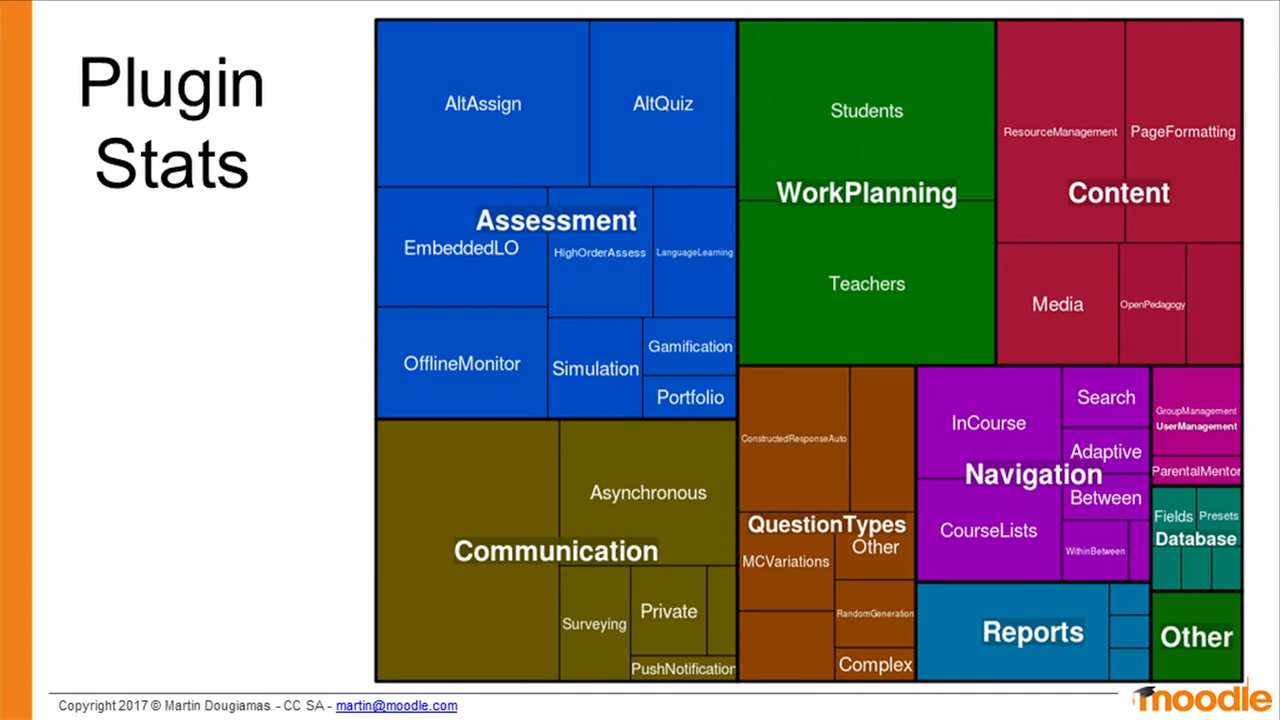 Plugin
Stats
AltAssign
AltQuiz
Assessment
EmbeddedLO
HighOrderAssess
LanguageLearning
OfflineMonitor
Simulation
Gamification
Portfolio
Students
WorkPlanning
Teachers
ResourceManagement
PageFormatting
Content
Media
OpenPedagogy
Asynchronous
Communication
Surveying
Private
PushNotification
ConstructedResponseAuto
QuestionTypes
Other
MCVariations
RandomGeneration
Complex
InCourse
Search
Adaptive
Navigation
Between
CourseLists
WithinBetween
GroupManagement
UserManagement
ParentalMentor
Fields
Presets
Database
Reports
Other
Copyright 2017 © Martin Dougiamas - CC SA - martin@moodle.com
moodle